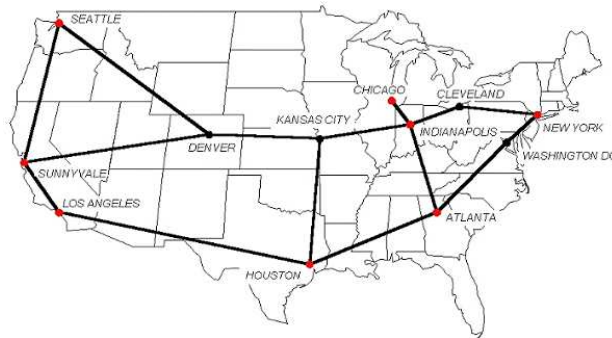 SEATTLE
CHICAGO
CLEVELAND
KANSAS CITY
INDIANAPOLIS
NEW YORK
DENVER
WASHINGTON DC
SUNNYVALE
LOS ANGELES
ATLANTA
HOUSTON